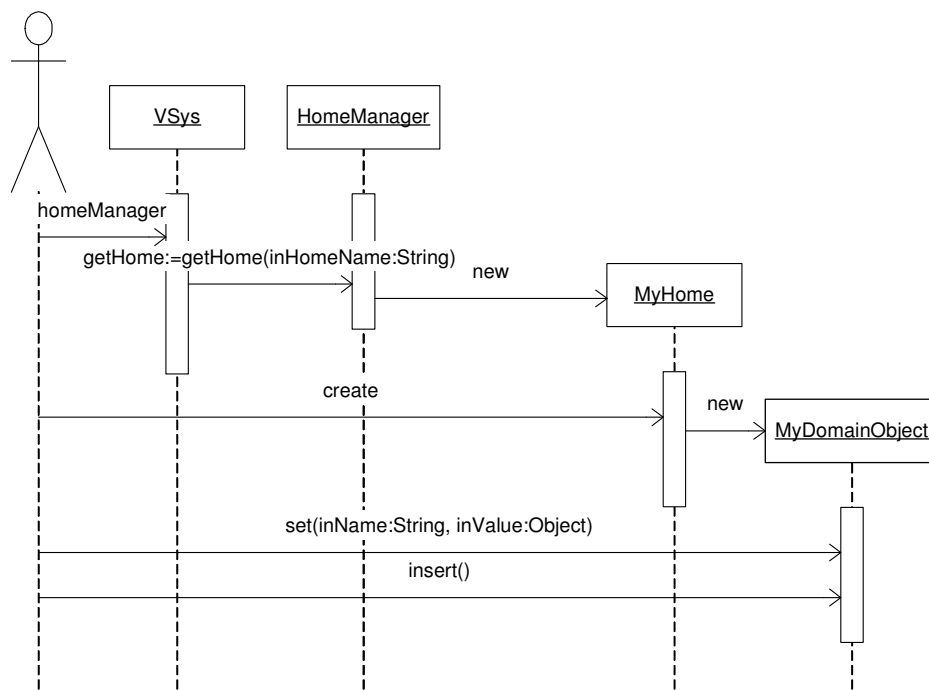 VSys
HomeManager
homeManager
getHome:=getHome(inHomeName:String)
new
MyHome
create
new
MyDomainObject
set(inName:String, inValue:Object)
insert()